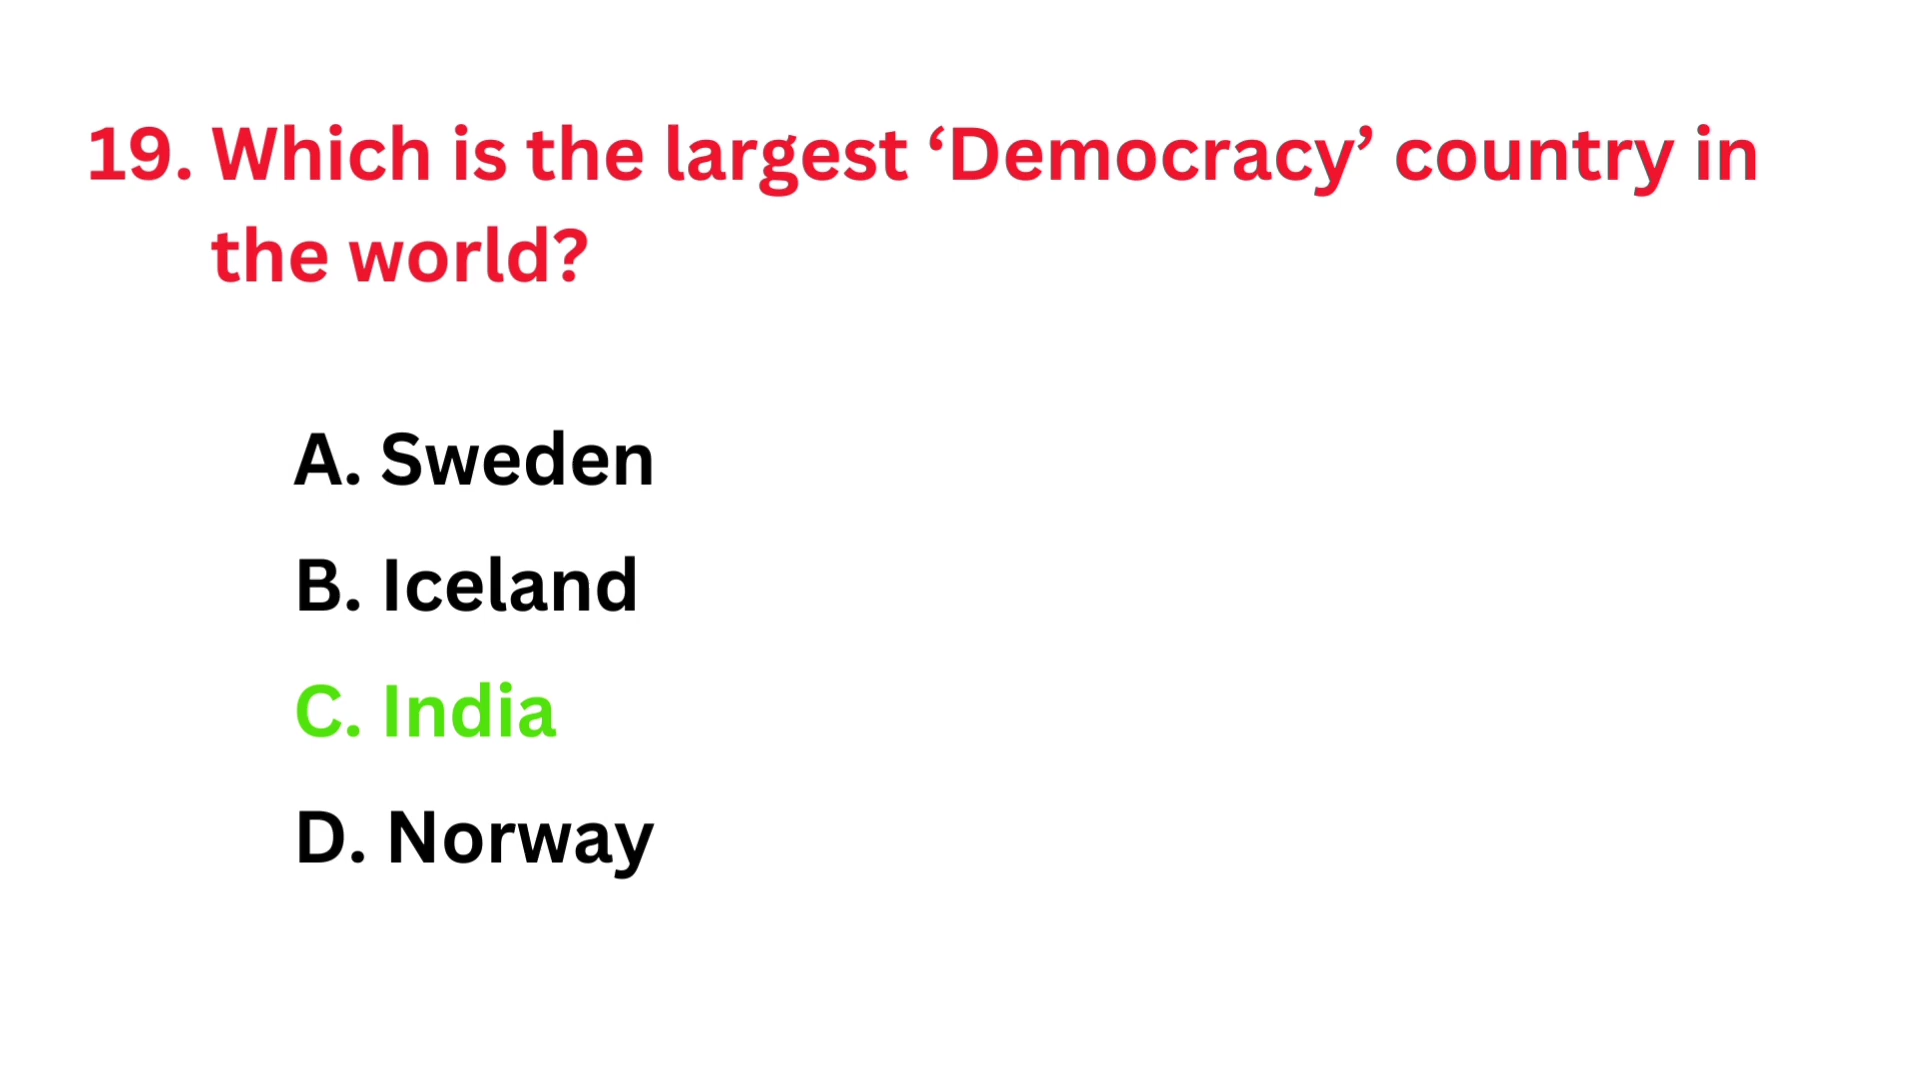 19. Which is the largest ‘Democracy’ country in
the world?
A. Sweden
B. Iceland
C. India
D. Norway